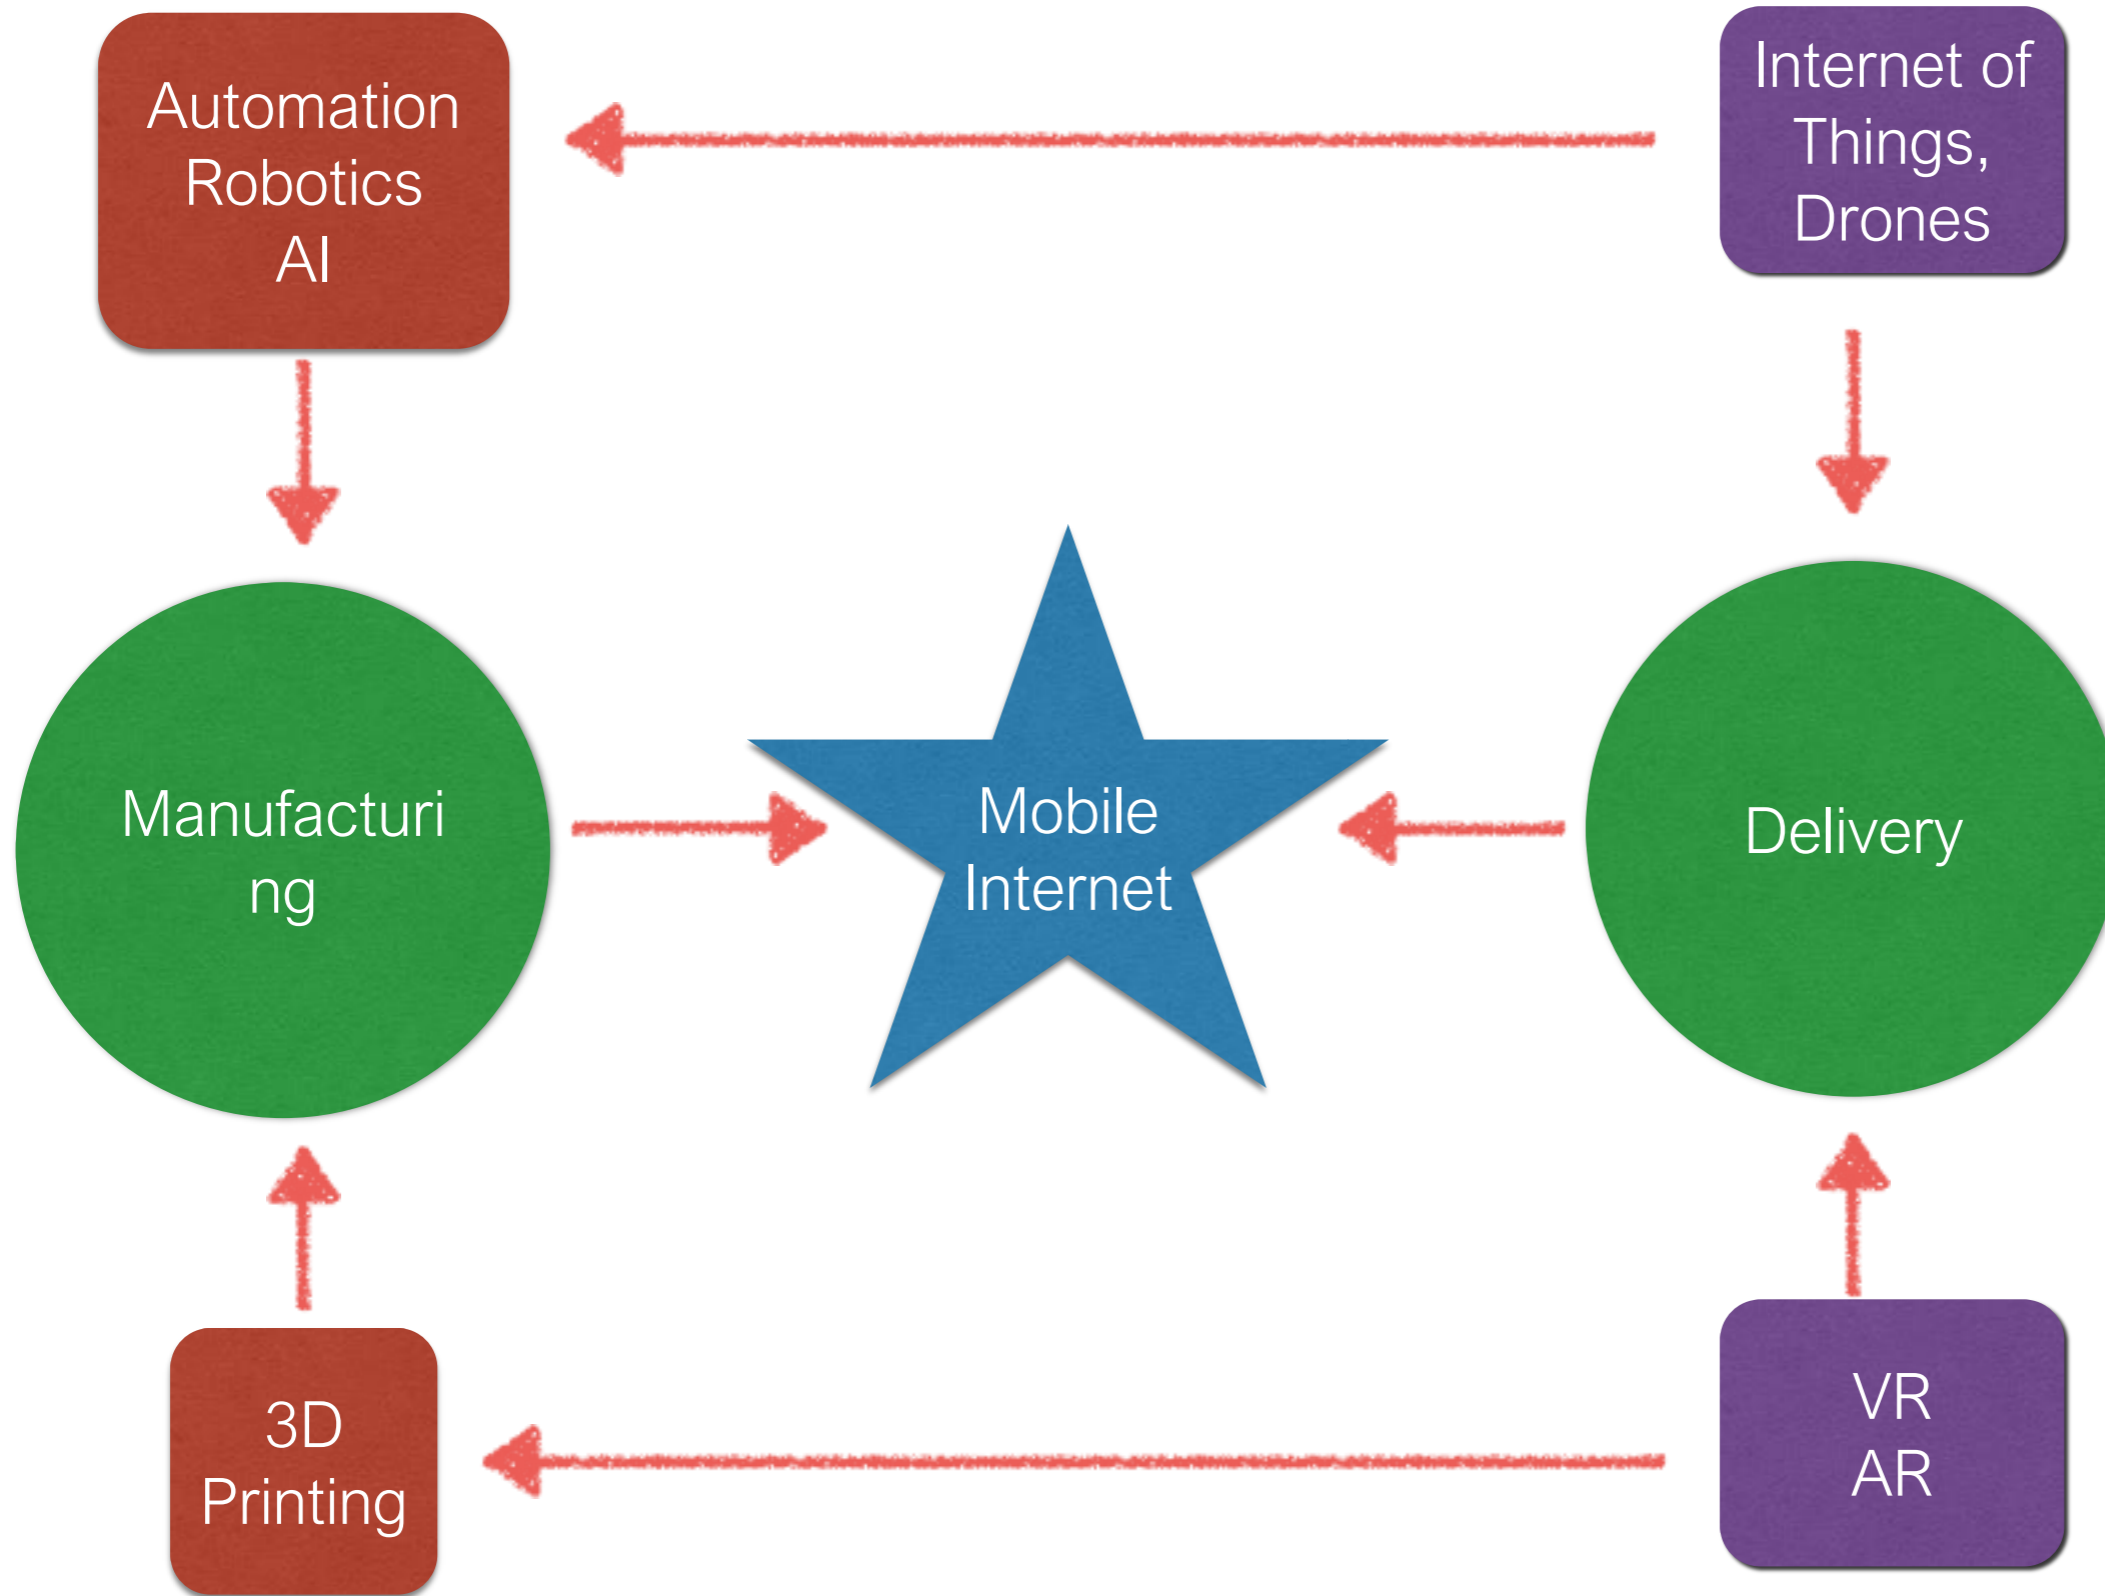 Automation
Robotics
AI
Internet of
Things,
Drones
Manufacturi
ng
Mobile
Internet
Delivery
3D
Printing
VR
AR